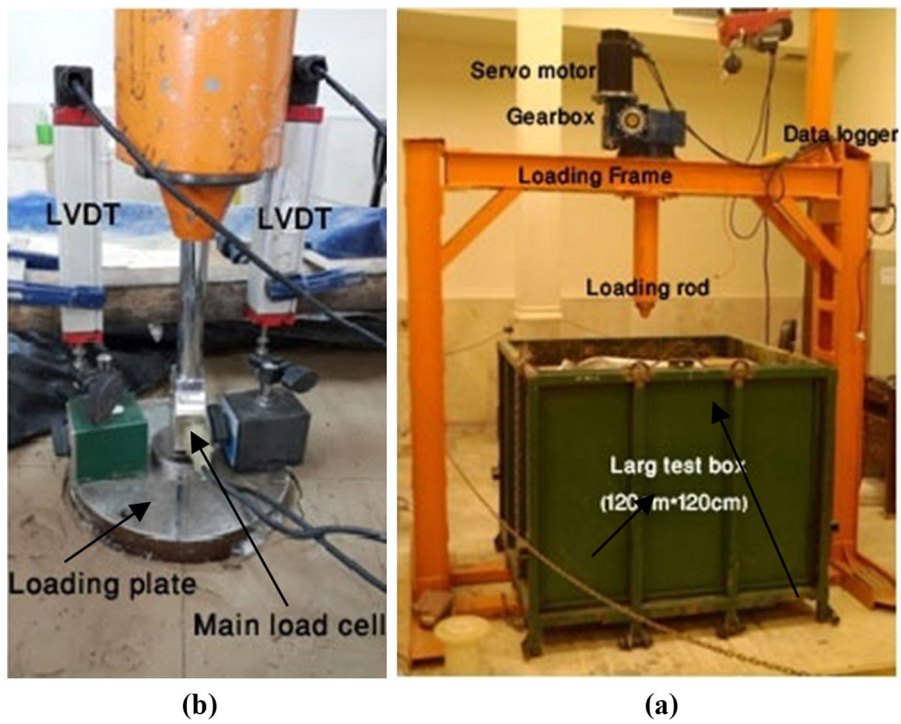 LVDT
LVDT
Loading plate
Main load cell
(b)
Servo motor
Gearbox
Data logger
Loading Frame
Loading rod
Larg test box
(120cm*120cm)
(a)